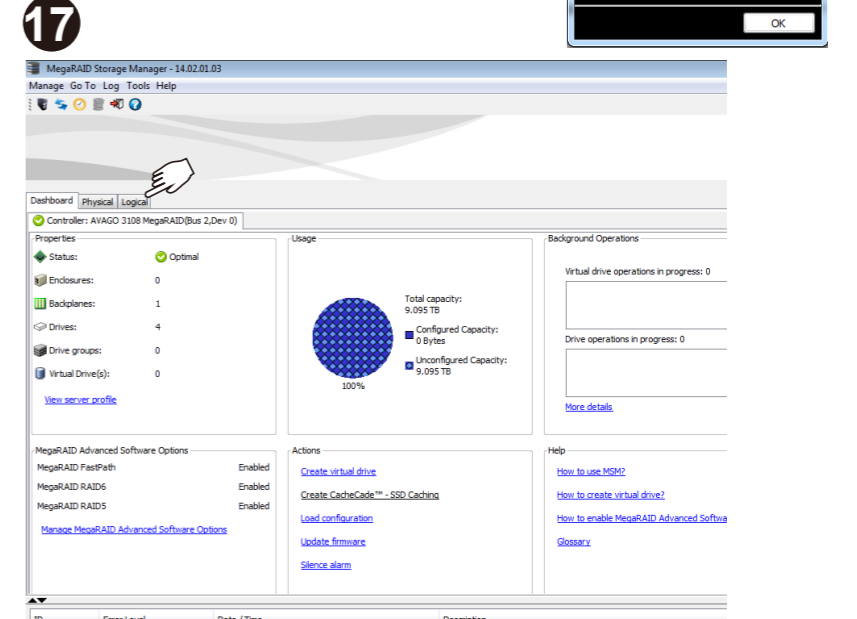 17
OK
MegaRAID Storage Manager - 14.02.01.03
Manage Go To Log Tools Help
Dashboard Physical Logical
Controller: AVAGO 3108 MegaRAID(Bus 2,Dev 0)
Properties
Status: Optimal
Enclosures: 0
Backplanes: 1
Drives: 4
Drive groups: 0
Virtual Drive(s): 0
View server profile
Usage
Total capacity:
9.095 TB
Configured Capacity:
0 Bytes
Unconfigured Capacity:
9.095 TB
100%
Background Operations
Virtual drive operations in progress: 0
Drive operations in progress: 0
More details
MegaRAID Advanced Software Options
MegaRAID FastPath Enabled
MegaRAID RAID6 Enabled
MegaRAID RAID5 Enabled
Manage MegaRAID Advanced Software Options
Actions
Create virtual drive
Create CacheCade™ - SSD Caching
Load configuration
Update firmware
Silence alarm
Help
How to use MSM?
How to create virtual drive?
How to enable MegaRAID Advanced Softwa
Glossary
ID Error Level Date / Time Description